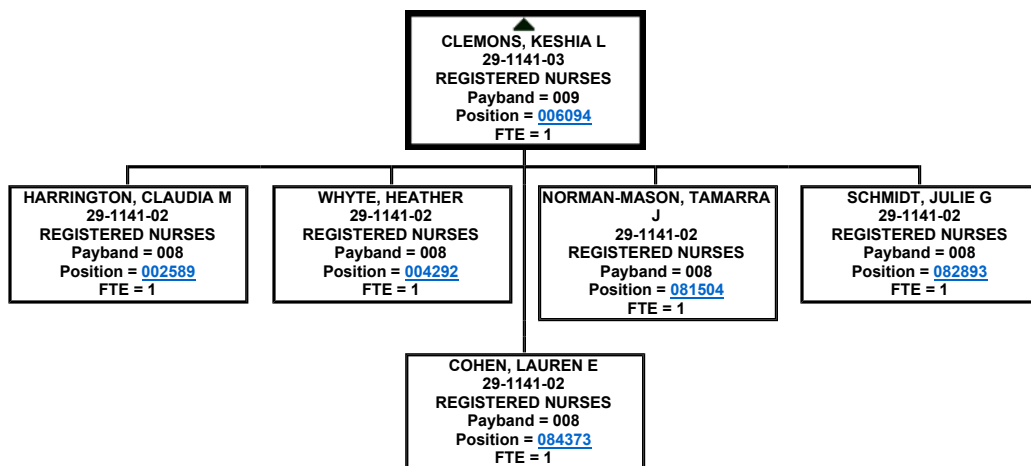 CLEMONS, KESHIA L
29-1141-03
REGISTERED NURSES
Payband = 009
Position = 006094
FTE = 1
HARRINGTON, CLAUDIA M
29-1141-02
REGISTERED NURSES
Payband = 008
Position = 002589
FTE = 1
WHYTE, HEATHER
29-1141-02
REGISTERED NURSES
Payband = 008
Position = 004292
FTE = 1
NORMAN-MASON, TAMARRA
J
29-1141-02
REGISTERED NURSES
Payband = 008
Position = 081504
FTE = 1
SCHMIDT, JULIE G
29-1141-02
REGISTERED NURSES
Payband = 008
Position = 082893
FTE = 1
COHEN, LAUREN E
29-1141-02
REGISTERED NURSES
Payband = 008
Position = 084373
FTE = 1